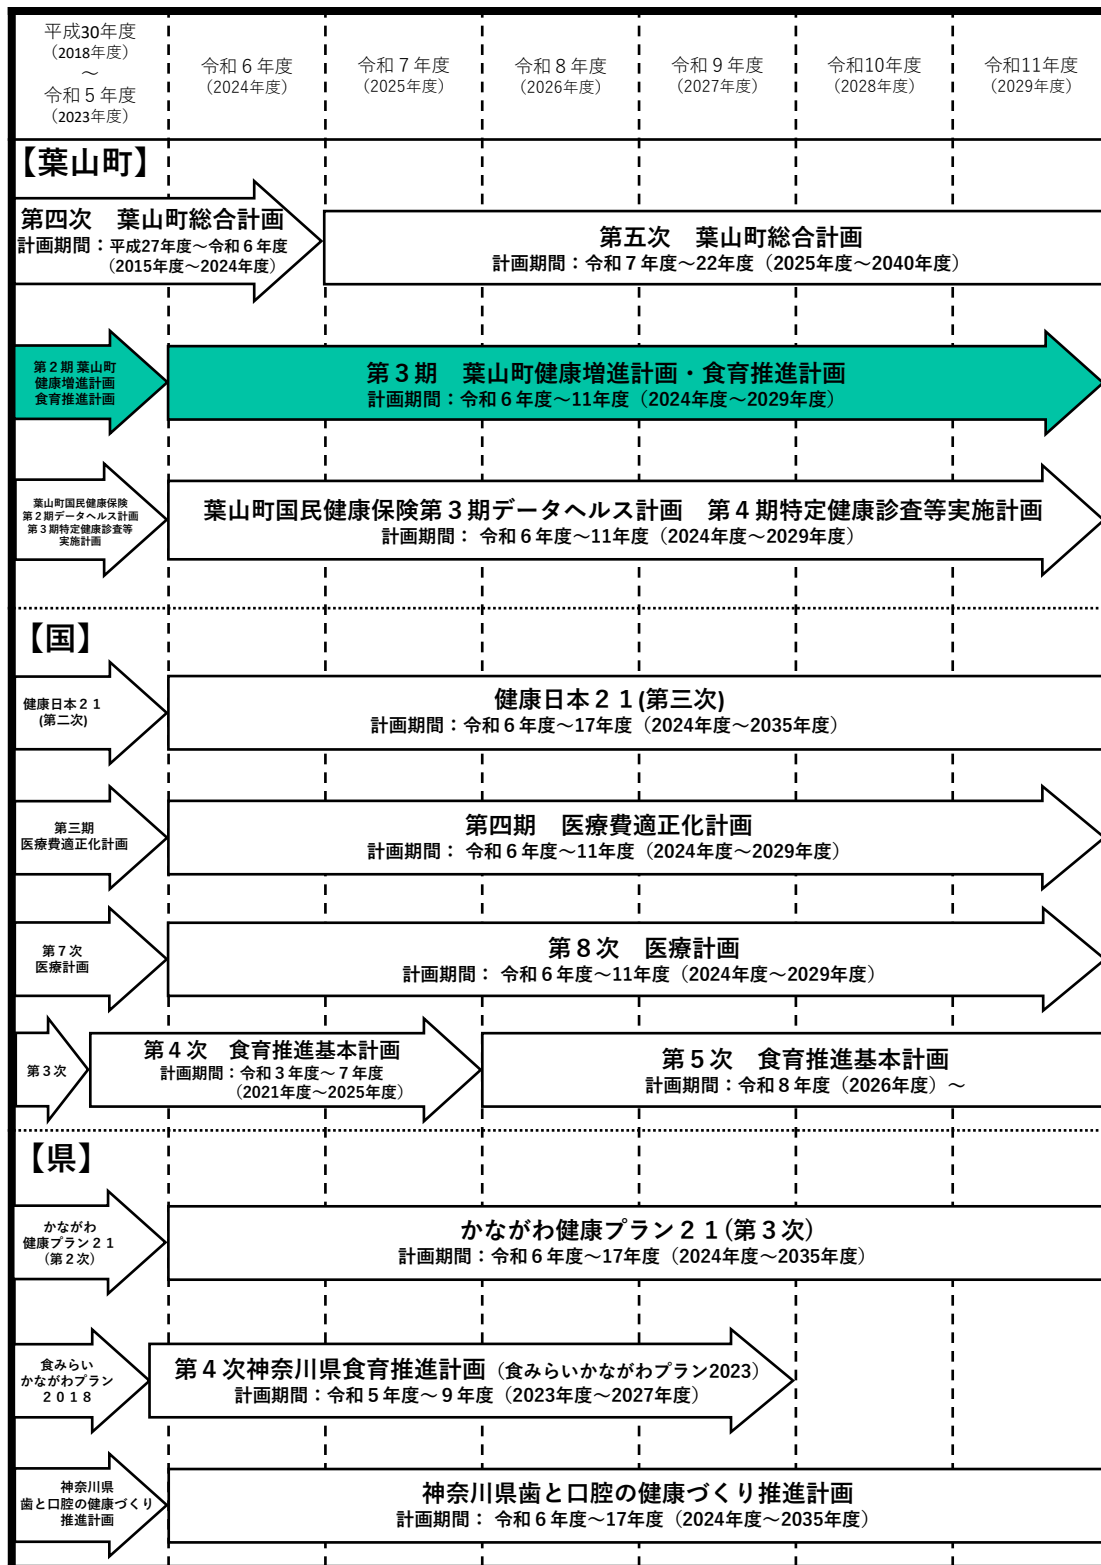 平成30年度
(2018年度)
～
令和５年度
(2023年度)
令和６年度
(2024年度)
令和７年度
(2025年度)
令和８年度
(2026年度)
令和９年度
(2027年度)
令和10年度
(2028年度)
令和11年度
(2029年度)
【葉山町】
第四次　葉山町総合計画
計画期間：平成27年度～令和６年度
（2015年度～2024年度）
第五次　葉山町総合計画
計画期間：令和７年度～22年度（2025年度～2040年度）
第２期 葉山町
健康増進計画
食育推進計画
第３期　葉山町健康増進計画・食育推進計画
計画期間：令和６年度～11年度（2024年度～2029年度）
葉山町国民健康保険
第２期データヘルス計画
第３期特定健康診査等
実施計画
葉山町国民健康保険第３期データヘルス計画　第４期特定健康診査等実施計画
計画期間： 令和６年度～11年度（2024年度～2029年度）
【国】
健康日本２１
(第二次)
健康日本２１(第三次)
計画期間：令和６年度～17年度（2024年度～2035年度）
第三期
医療費適正化計画
第四期　医療費適正化計画
計画期間： 令和６年度～11年度（2024年度～2029年度）
第７次
医療計画
第８次　医療計画
計画期間： 令和６年度～11年度（2024年度～2029年度）
第３次
第４次　食育推進基本計画
計画期間：令和３年度～７年度
（2021年度～2025年度）
第５次　食育推進基本計画
計画期間：令和８年度（2026年度）～
【県】
かながわ
健康プラン２１
（第２次）
かながわ健康プラン２１(第３次)
計画期間：令和６年度～17年度（2024年度～2035年度）
食みらい
かながわプラン
２０１８
第４次神奈川県食育推進計画（食みらいかながわプラン2023）
計画期間：令和５年度～９年度（2023年度～2027年度）
神奈川県
歯と口腔の健康づくり
推進計画
神奈川県歯と口腔の健康づくり推進計画
計画期間： 令和６年度～17年度（2024年度～2035年度）